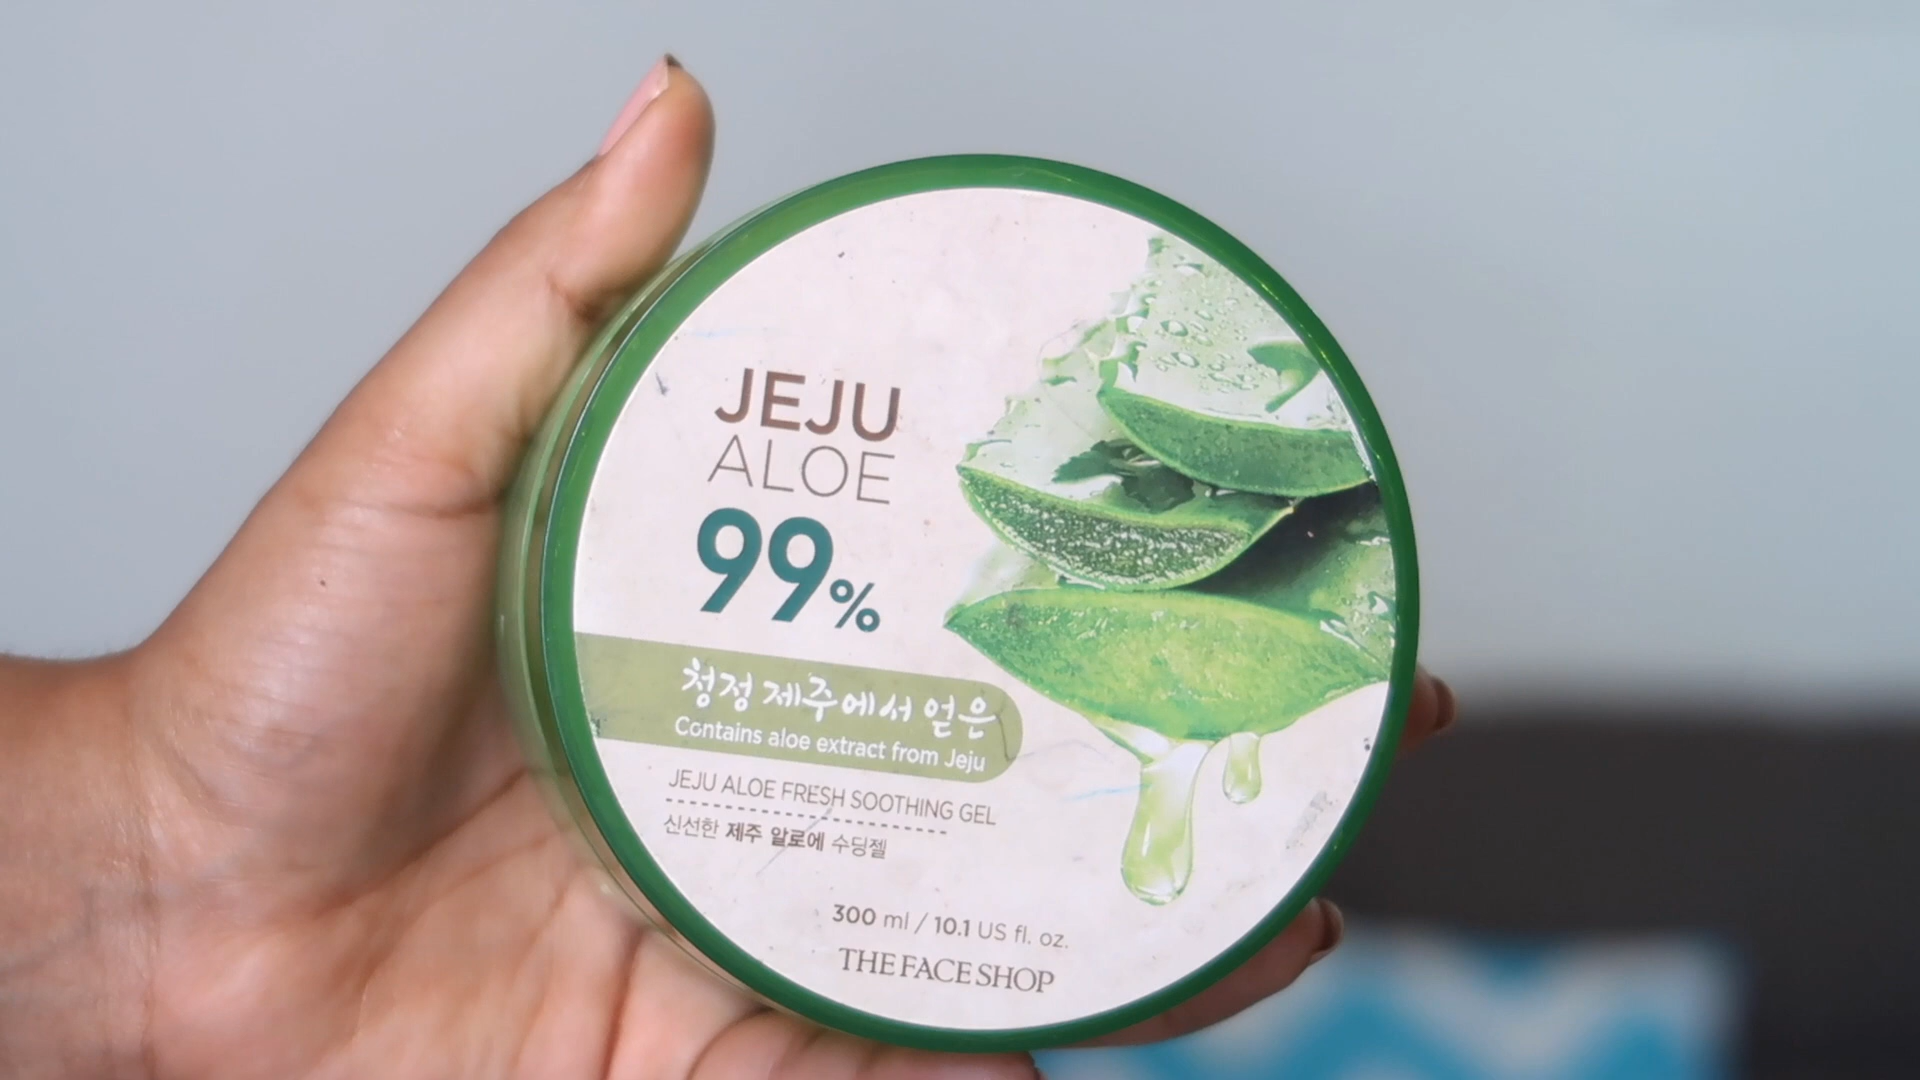 JEJU
ALOE
99%
청정 제주에서 얻은
Contains aloe extract from Jeju
JEJU ALOE FRESH SOOTHING GEL
신선한 제주 알로에 수딩젤
300 ml / 10.1 US fl. oz.
THE FACE SHOP